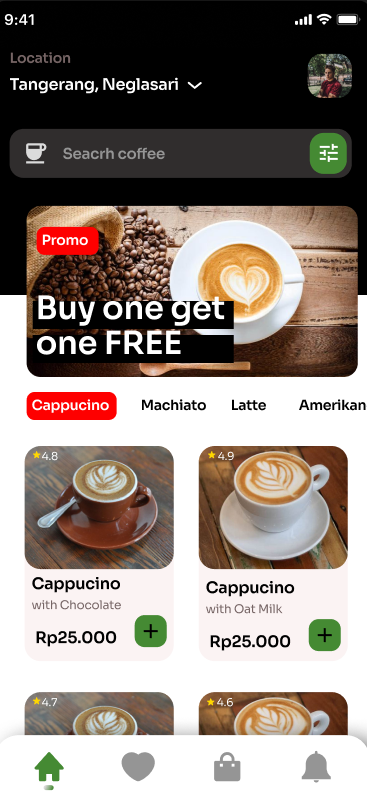 9:41
Location
Tangerang, Neglasari
Seacrh coffee
Promo
Buy one get
one FREE
Cappucino Machiato Latte Amerikan
4.8
4.9
Cappucino
with Chocolate
Rp25.000
Cappucino
with Oat Milk
Rp25.000
4.7
4.6